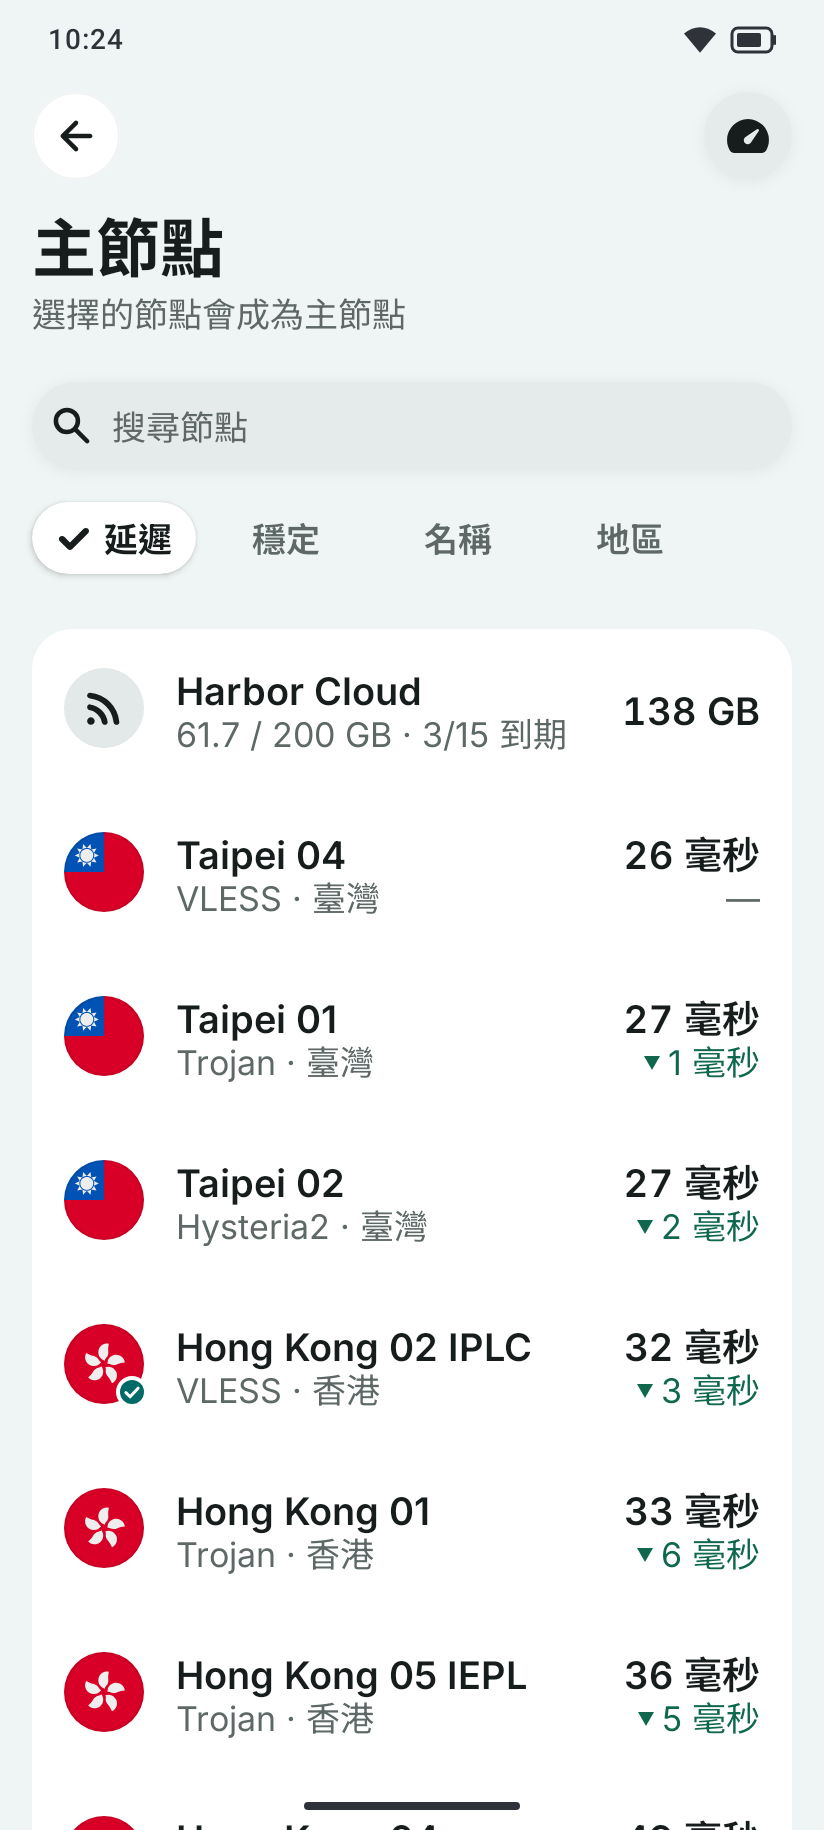 10:24
主節點
選擇的節點會成為主節點
搜尋節點
延遲 穩定 名稱 地區
Harbor Cloud
61.7 / 200 GB · 3/15 到期
138 GB
Taipei 04
VLESS · 臺灣
26 毫秒
—
Taipei 01
Trojan · 臺灣
27 毫秒
▼1 毫秒
Taipei 02
Hysteria2 · 臺灣
27 毫秒
▼2 毫秒
Hong Kong 02 IPLC
VLESS · 香港
32 毫秒
▼3 毫秒
Hong Kong 01
Trojan · 香港
33 毫秒
▼6 毫秒
Hong Kong 05 IEPL
Trojan · 香港
36 毫秒
▼5 毫秒